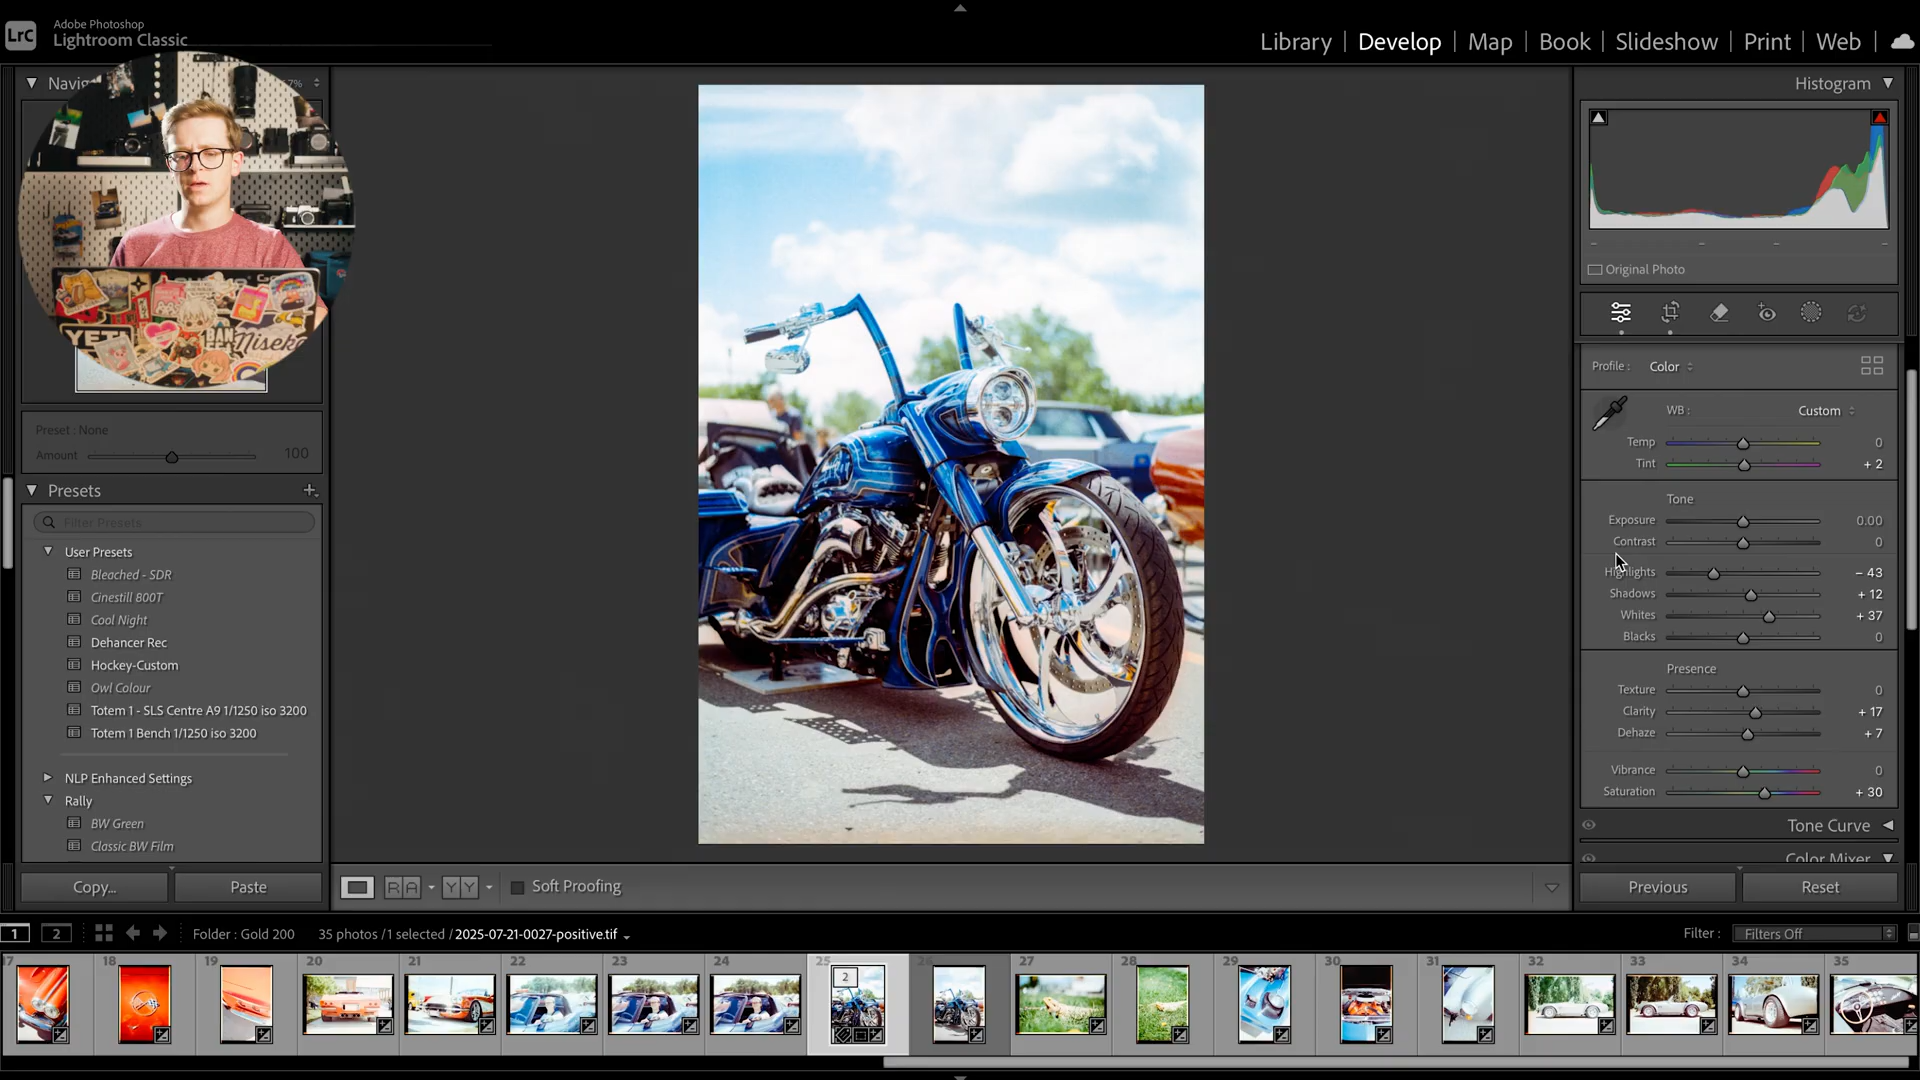 LrC
Adobe Photoshop
Lightroom Classic
Library | Develop | Map | Book | Slideshow | Print | Web
Histogram
Original Photo
YETI
Niseko
Preset : None
Amount 100
Presets
Filter Presets
User Presets
Bleached - SDR
Cinestill 800T
Cool Night
Dehancer Rec
Hockey-Custom
Owl Colour
Totem 1 - SLS Centre A9 1/1250 iso 3200
Totem 1 Bench 1/1250 iso 3200
NLP Enhanced Settings
Rally
BW Green
Classic BW Film
Copy...
Paste
Profile : Color
WB : Custom
Temp 0
Tint + 2
Tone
Exposure 0.00
Contrast 0
Highlights – 43
Shadows + 12
Whites + 37
Blacks 0
Presence
Texture 0
Clarity + 17
Dehaze + 7
Vibrance 0
Saturation + 30
Tone Curve
Color Mixer
Previous
Reset
R A
Y Y
Soft Proofing
1
2
Folder : Gold 200
35 photos / 1 selected / 2025-07-21-0027-positive.tif
Filter : Filters Off
17 18 19 20 21 22 23 24 25 26 27 28 29 30 31 32 33 34 35
2